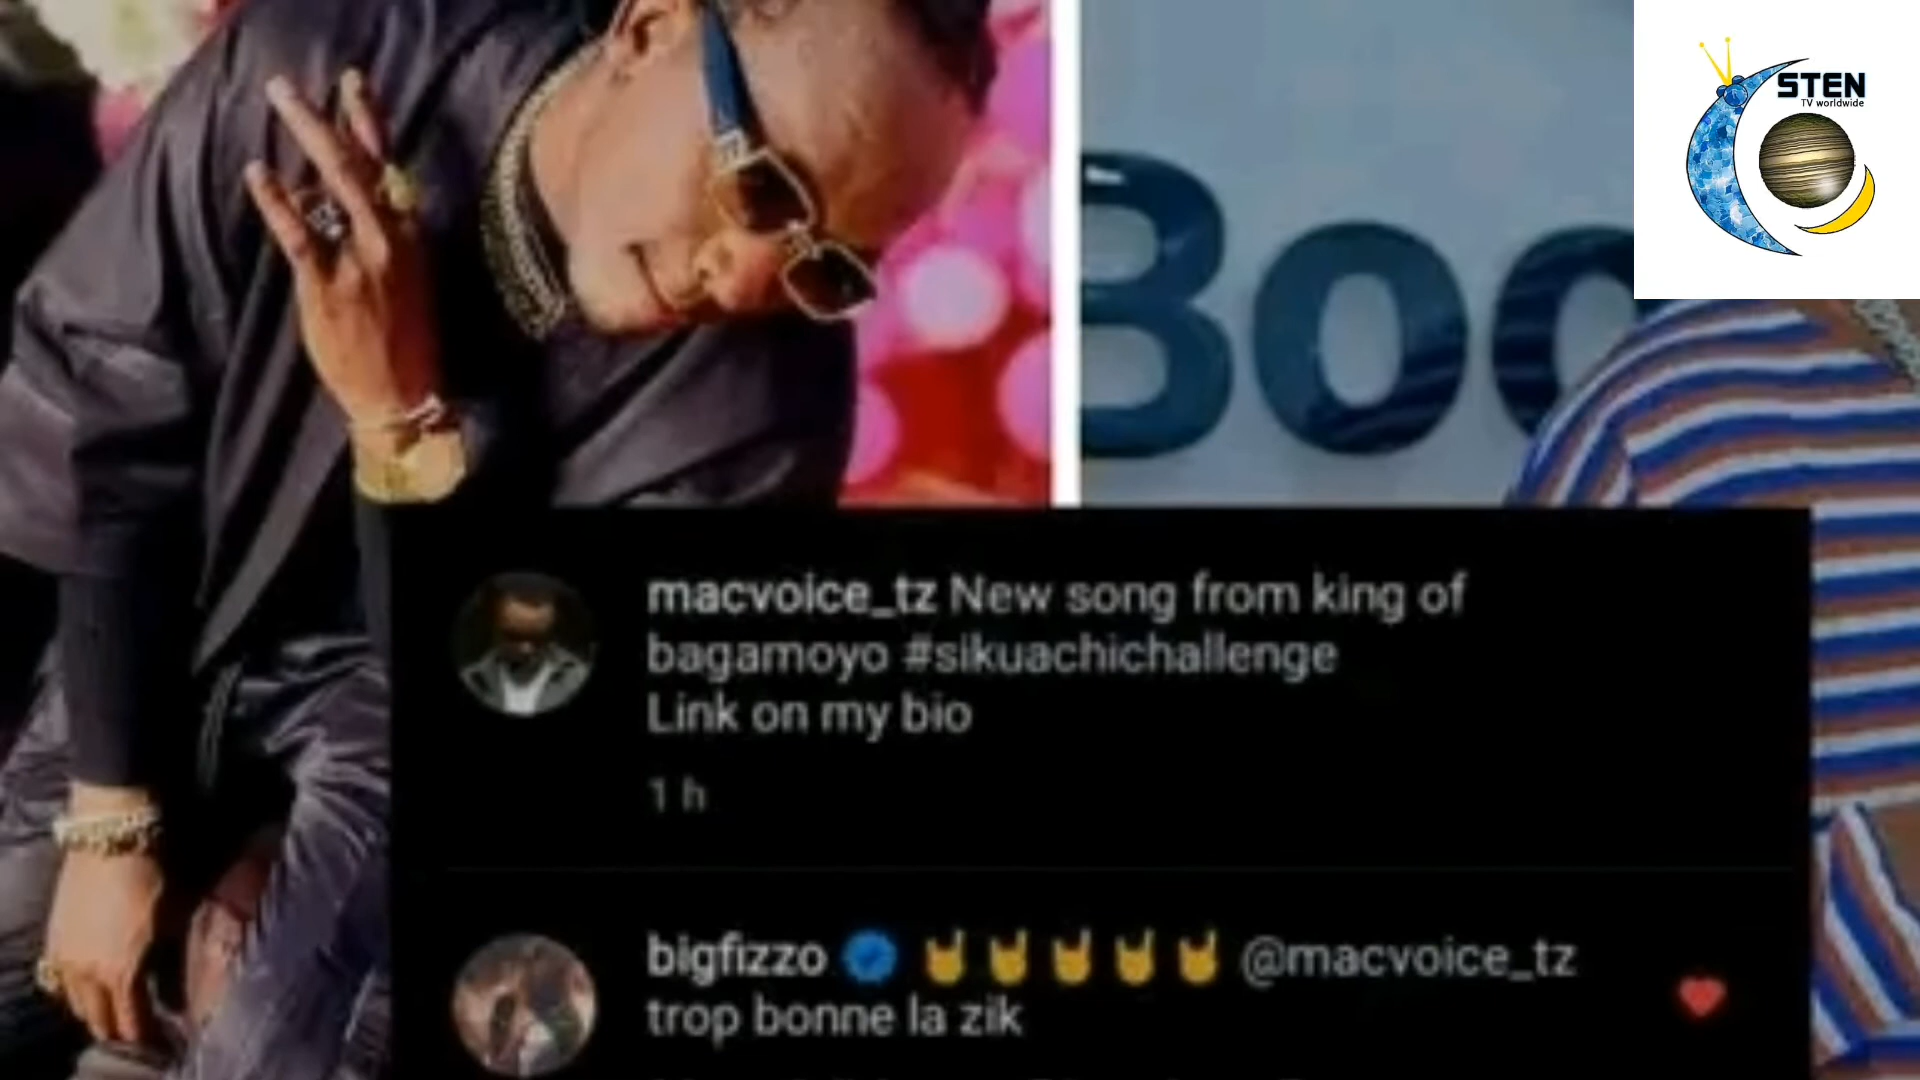 STEN
TV worldwide
Boo
macvoice_tz New song from king of
bagamoyo #sikuachichallenge
Link on my bio
1 h
bigfizzo 🤘🤘🤘🤘🤘 @macvoice_tz
trop bonne la zik